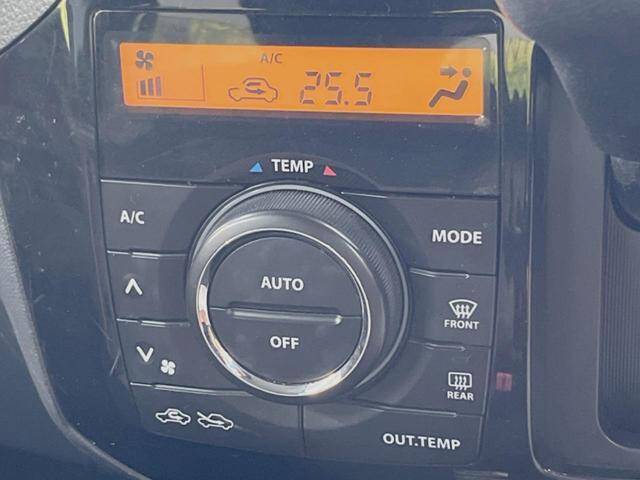 A/C
25.5
TEMP
A/C
MODE
AUTO
OFF
FRONT
REAR
OUT.TEMP